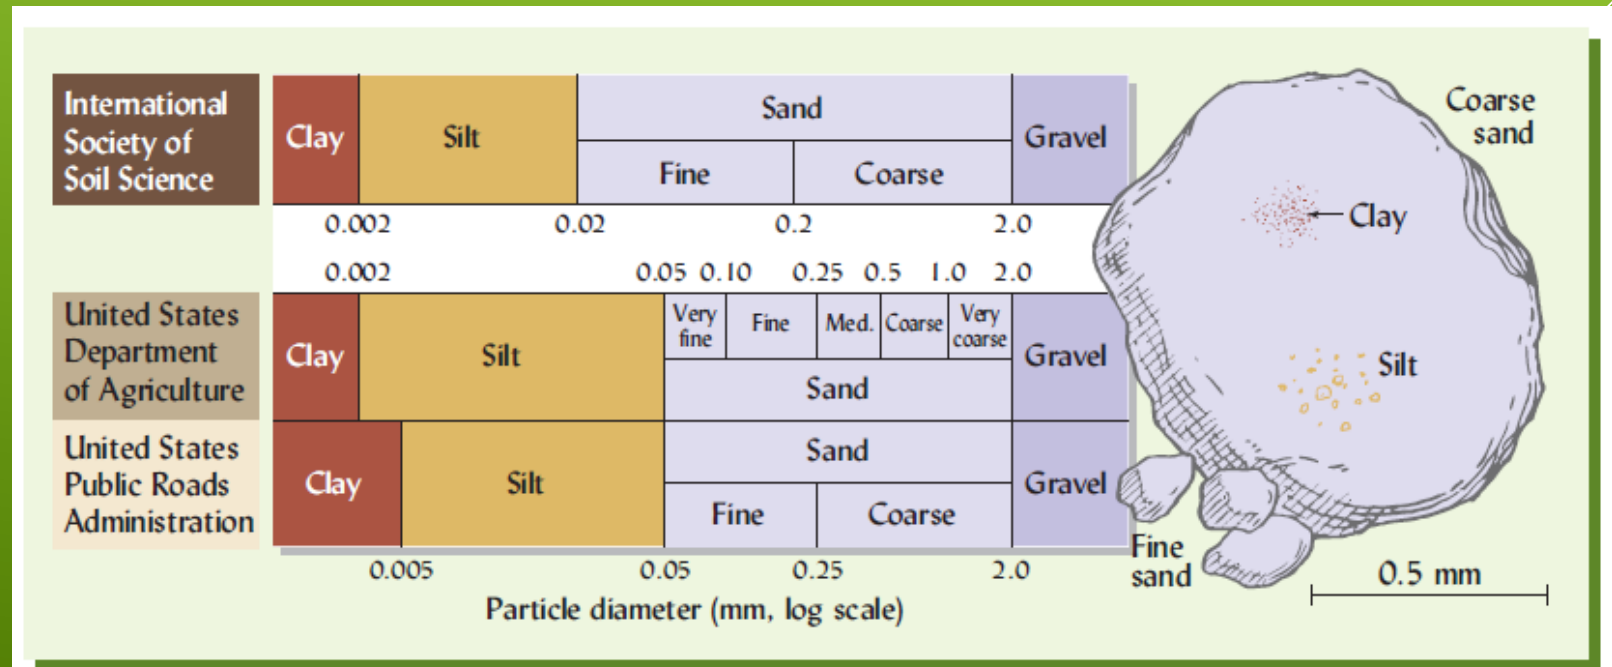 International
Society of
Soil Science
Clay
Silt
Sand
Fine
Coarse
Gravel
0.002
0.02
0.2
2.0
0.002
0.05
0.10
0.25
0.5
1.0
2.0
United States
Department
of Agriculture
Clay
Silt
Very
fine
Fine
Med.
Coarse
Very
coarse
Sand
Gravel
United States
Public Roads
Administration
Clay
Silt
Sand
Fine
Coarse
Gravel
0.005
0.05
0.25
2.0
Particle diameter (mm, log scale)
Coarse
sand
Clay
Silt
Fine
sand
0.5 mm